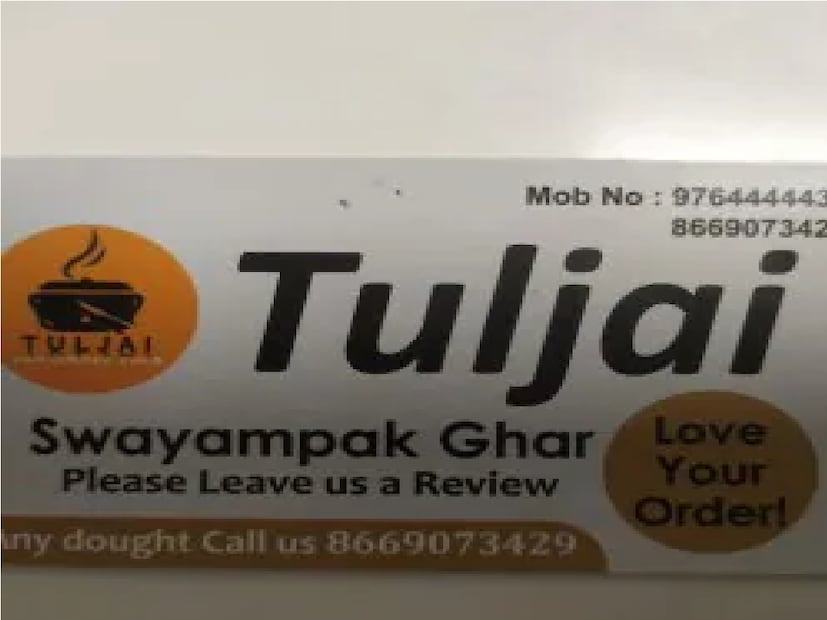 Mob No : 976444443
866907342
TULJAI
Tuljai
Swayampak Ghar
Please Leave us a Review
Love
Your
Order!
Any dought Call us 8669073429